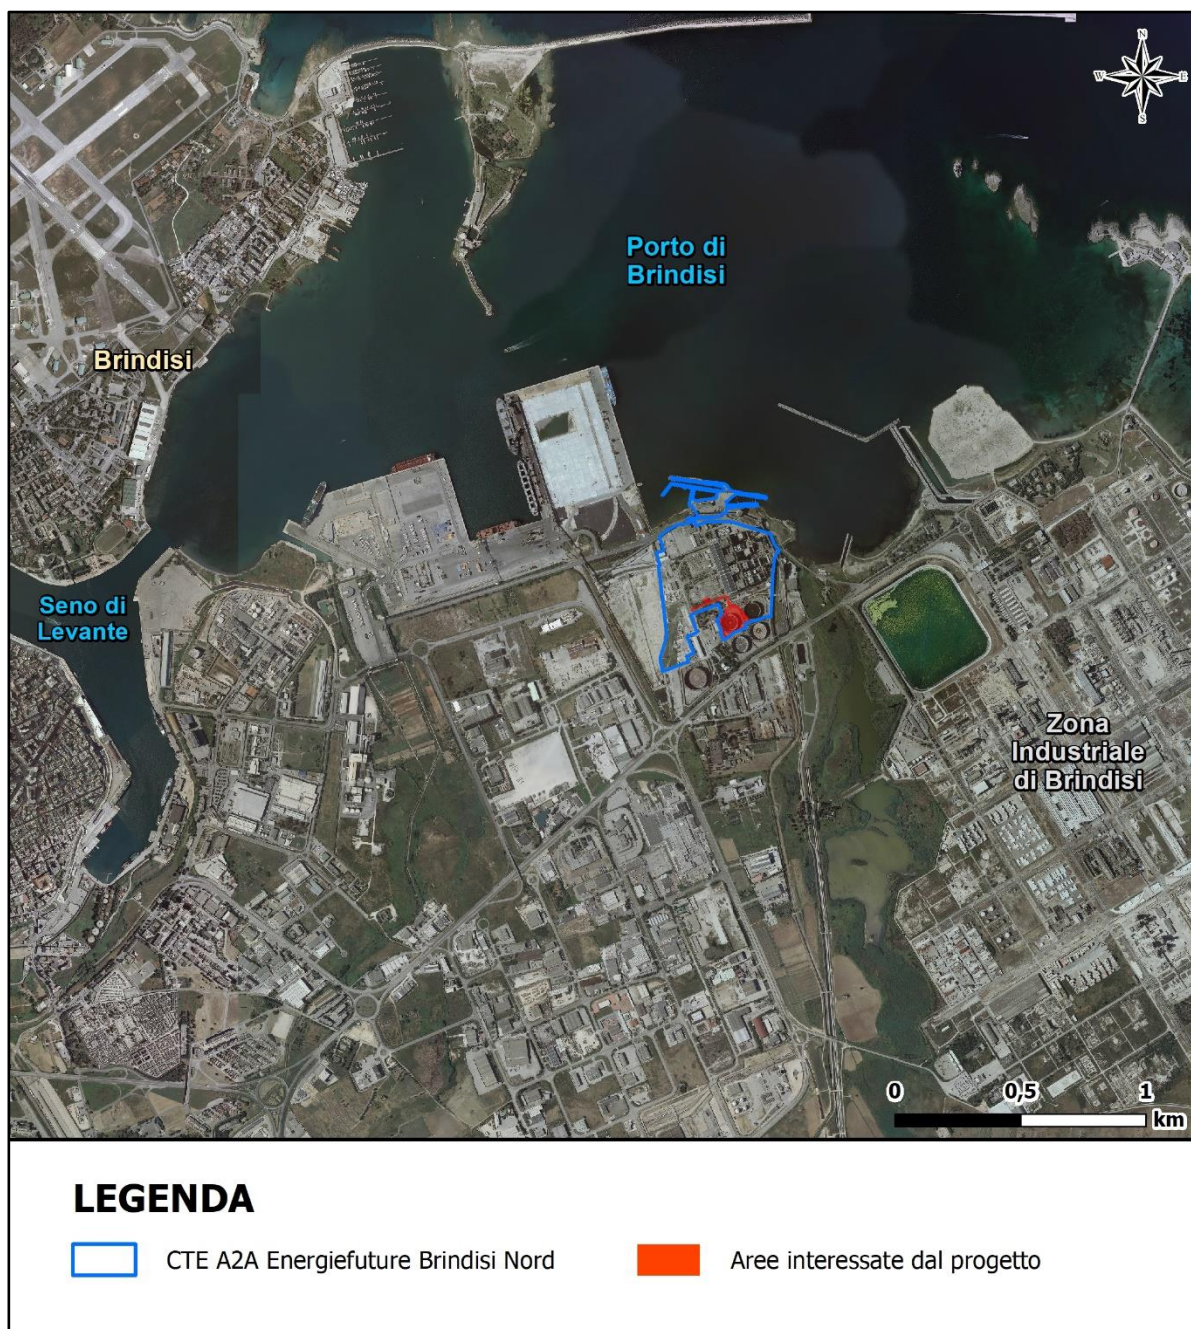 N
W E
S
Porto di
Brindisi
Brindisi
Seno di
Levante
Zona
Industriale
di Brindisi
0 0,5 1
km
LEGENDA
CTE A2A Energiefuture Brindisi Nord
Aree interessate dal progetto